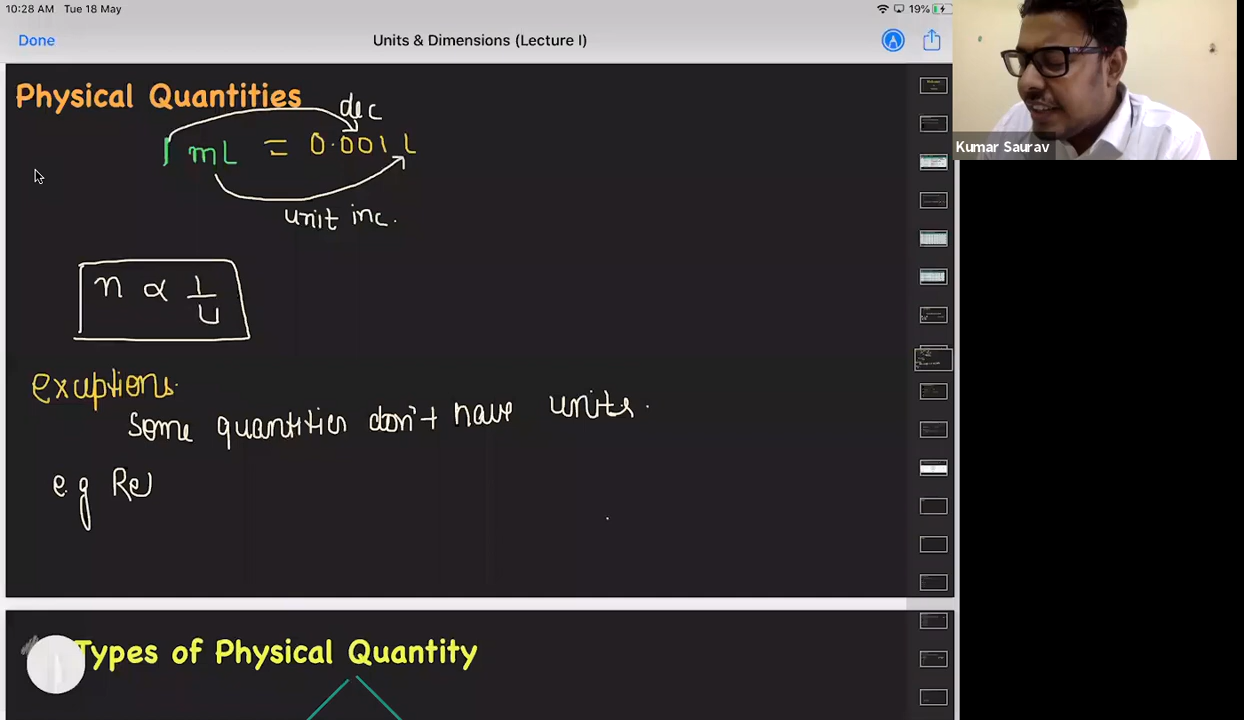 10:28 AM Tue 18 May
19%
Done
Units & Dimensions (Lecture I)
Physical Quantities
dec
1 mL = 0.001 L
unit inc.
n ∝ 1/u
exceptions.
Some quantities don't have units.
e.g Rel
Types of Physical Quantity
Kumar Saurav